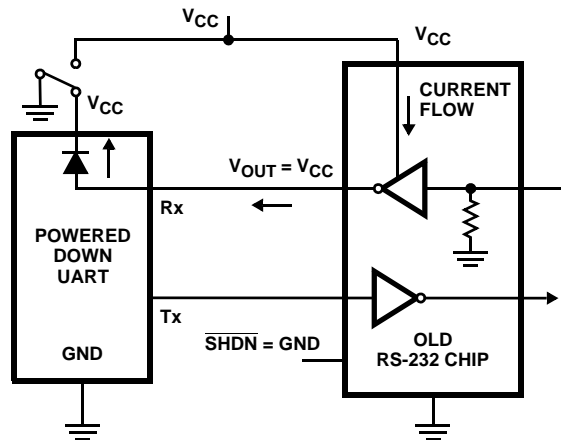 VCC
VCC
VCC
CURRENT
FLOW
VOUT = VCC
Rx
POWERED
DOWN
UART
Tx
GND
SHDN = GND
OLD
RS-232 CHIP